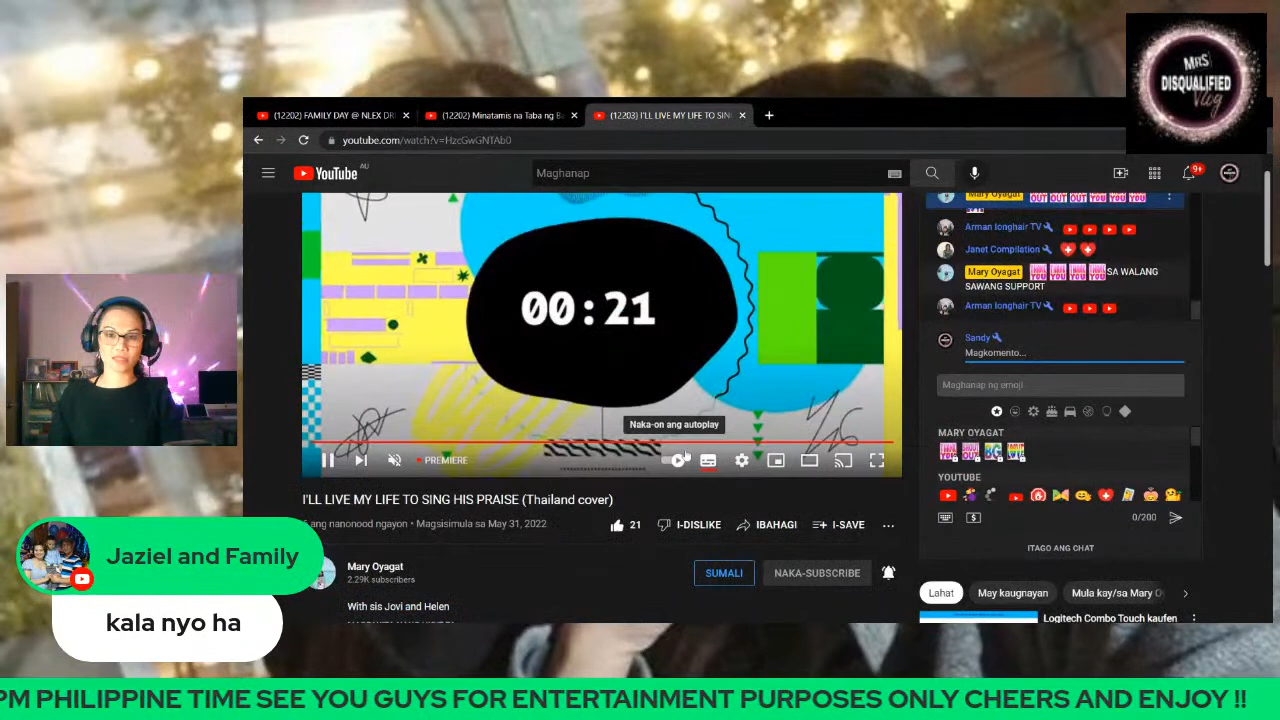 MRS
DISQUALIFIED
Vlog
(12202) FAMILY DAY @ NLEX DRI
(12202) Minatamis na Taba ng Ba
(12203) I'LL LIVE MY LIFE TO SIN
youtube.com/watch?v=HzcGwGNTAb0
YouTube AU
Maghanap
9+
Mary Oyagat OUT OUT OUT YOU YOU YOU YOU
Arman longhair TV
Janet Compilation
Mary Oyagat SA WALANG
SAWANG SUPPORT
Arman longhair TV
Sandy
Magkomento...
Maghanap ng emoji
MARY OYAGAT
YOUTUBE
0/200
ITAGO ANG CHAT
00:21
Naka-on ang autoplay
PREMIERE
I'LL LIVE MY LIFE TO SING HIS PRAISE (Thailand cover)
ang nanonood ngayon • Magsisimula sa May 31, 2022
21
I-DISLIKE
IBAHAGI
I-SAVE
Mary Oyagat
2.29K subscribers
SUMALI
NAKA-SUBSCRIBE
With sis Jovi and Helen
Lahat
May kaugnayan
Mula kay/sa Mary O
Logitech Combo Touch kaufen
Jaziel and Family
kala nyo ha
PM PHILIPPINE TIME SEE YOU GUYS FOR ENTERTAINMENT PURPOSES ONLY CHEERS AND ENJOY !!